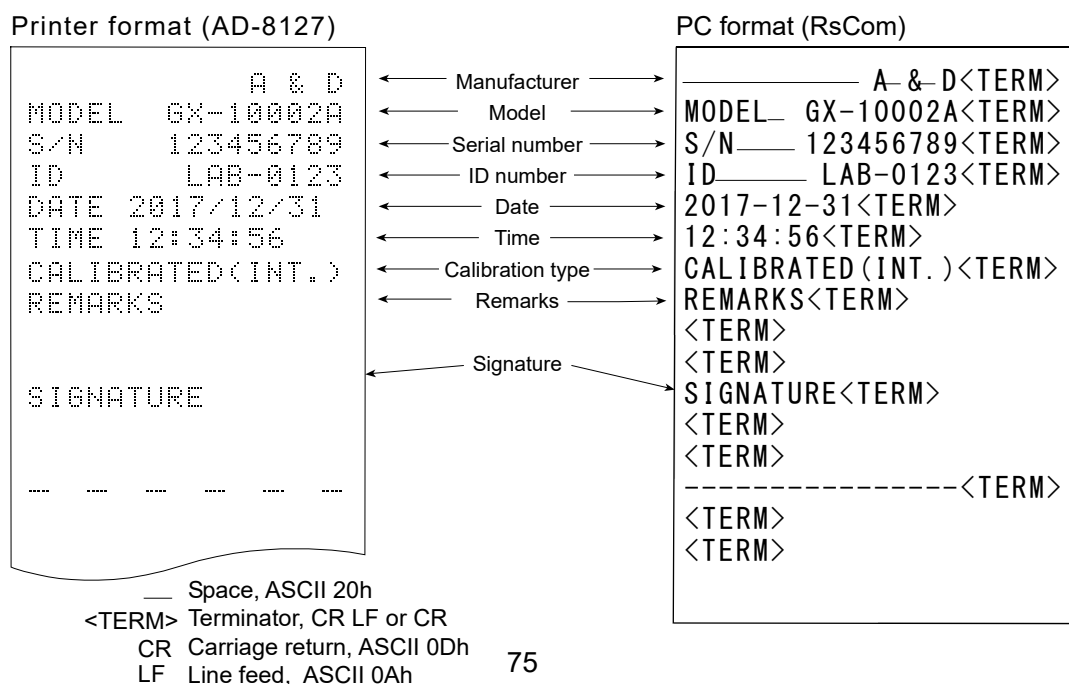 Printer format (AD-8127)
A & D
MODEL GX-10002A
S/N 123456789
ID LAB-0123
DATE 2017/12/31
TIME 12:34:56
CALIBRATED(INT.)
REMARKS
SIGNATURE
-- -- -- -- -- --
Manufacturer
Model
Serial number
ID number
Date
Time
Calibration type
Remarks
Signature
PC format (RsCom)
A & D<TERM>
MODEL_ GX-10002A<TERM>
S/N___ 123456789<TERM>
ID____ LAB-0123<TERM>
2017-12-31<TERM>
12:34:56<TERM>
CALIBRATED(INT.)<TERM>
REMARKS<TERM>
<TERM>
<TERM>
SIGNATURE<TERM>
<TERM>
<TERM>
----------------<TERM>
<TERM>
<TERM>
__ Space, ASCII 20h
<TERM> Terminator, CR LF or CR
CR Carriage return, ASCII 0Dh
LF Line feed, ASCII 0Ah
75